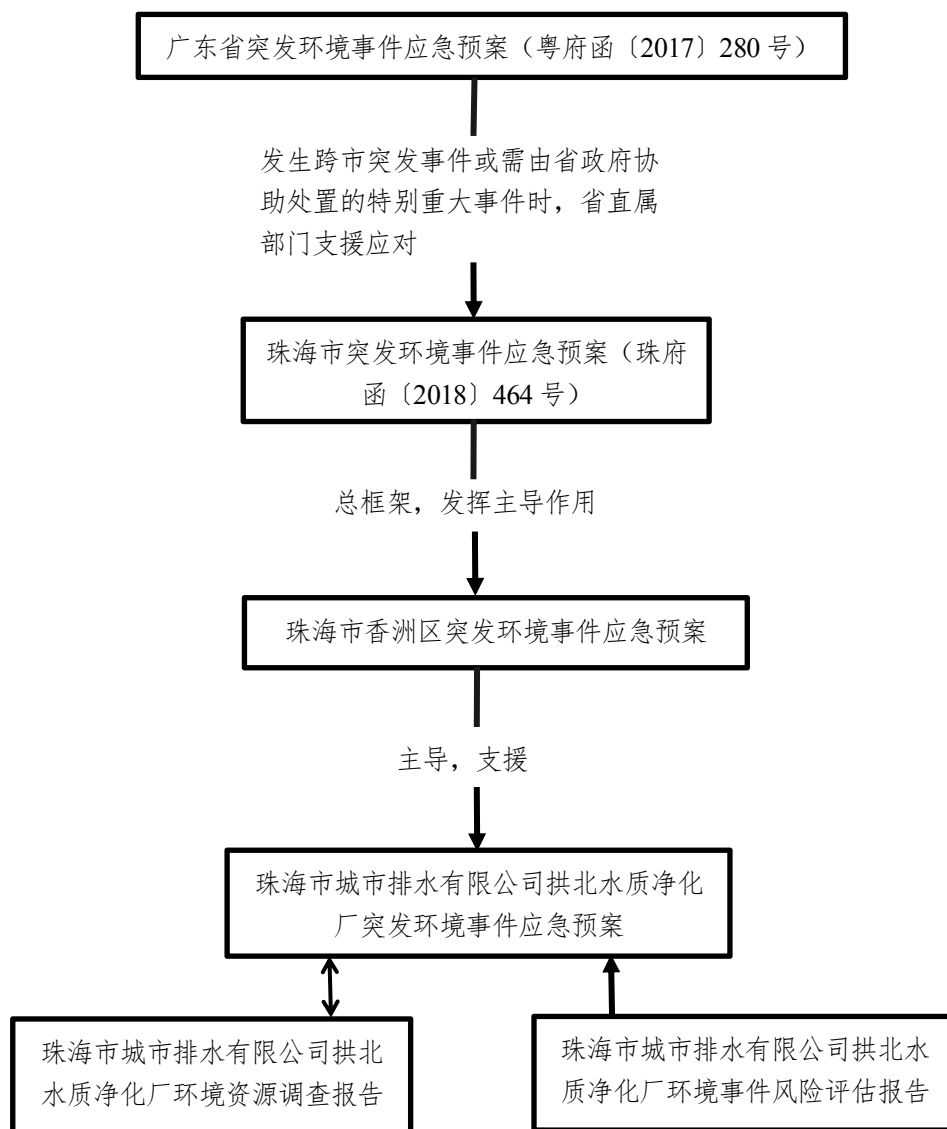 广东省突发环境事件应急预案（粤府函〔2017〕280 号）
发生跨市突发事件或需由省政府协
助处置的特别重大事件时，省直属
部门支援应对
珠海市突发环境事件应急预案（珠府
函〔2018〕464 号）
总框架，发挥主导作用
珠海市香洲区突发环境事件应急预案
主导，支援
珠海市城市排水有限公司拱北水质净化
厂突发环境事件应急预案
珠海市城市排水有限公司拱北
水质净化厂环境资源调查报告
珠海市城市排水有限公司拱北水
质净化厂环境事件风险评估报告